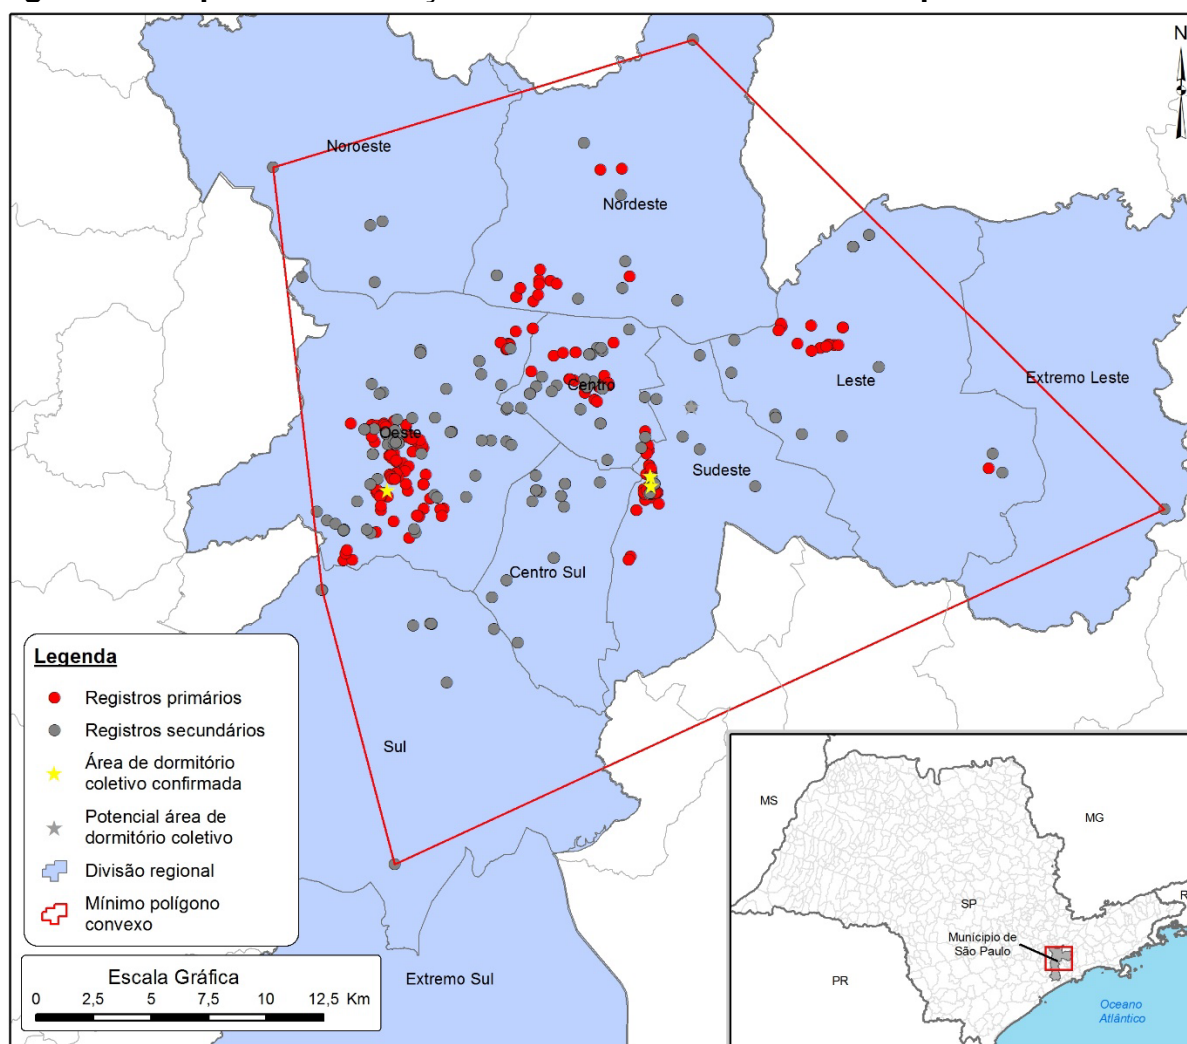 N
Noroeste
Nordeste
Centro
Leste
Extremo Leste
Oeste
Sudeste
Centro Sul
Sul
Extremo Sul
Legenda
Registros primários
Registros secundários
Área de dormitório
coletivo confirmada
Potencial área de
dormitório coletivo
Divisão regional
Mínimo polígono
convexo
Escala Gráfica
0 2,5 5 7,5 10 12,5 Km
MS
MG
SP
R
Munícipio de
São Paulo
PR
Oceano
Atlântico